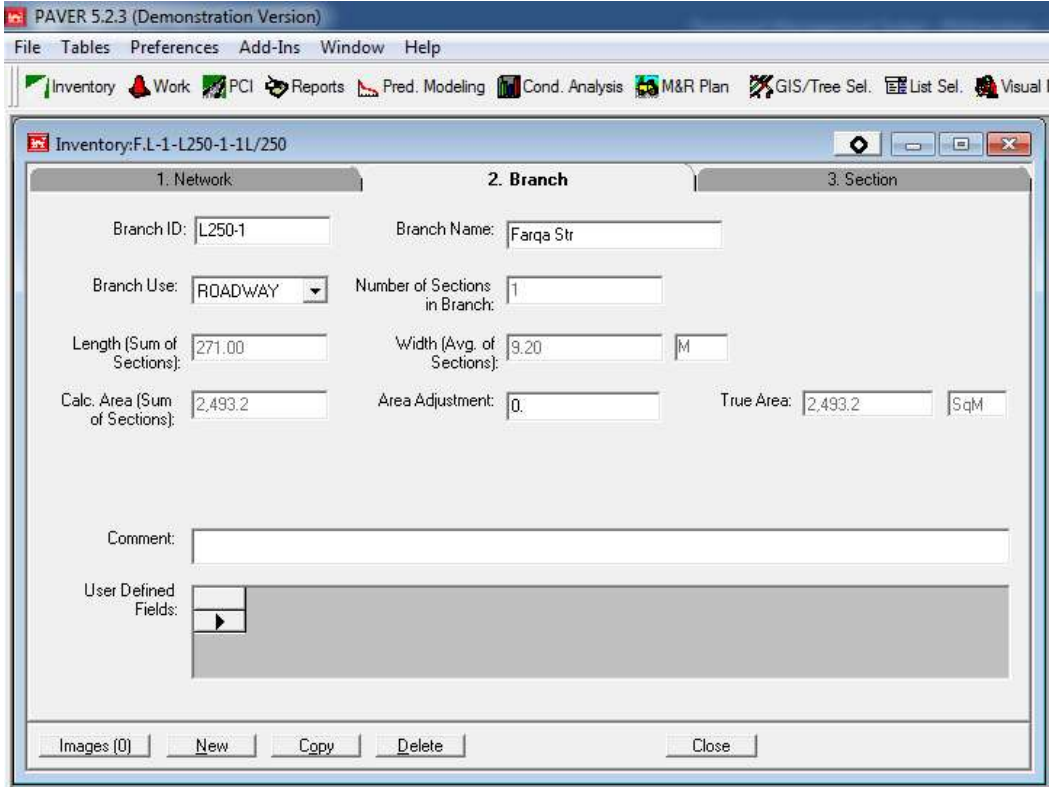 PAVER 5.2.3 (Demonstration Version)
File Tables Preferences Add-Ins Window Help
Inventory Work PCI Reports Pred. Modeling Cond. Analysis M&R Plan GIS/Tree Sel. List Sel. Visual
Inventory:F.L-1-L250-1-1L/250
1. Network 2. Branch 3. Section
Branch ID: L250-1 Branch Name: Farqa Str
Branch Use: ROADWAY Number of Sections
in Branch: 1
Length (Sum of
Sections): 271.00 Width (Avg. of
Sections): 9.20 M
Calc. Area (Sum
of Sections): 2,493.2 Area Adjustment: 0. True Area: 2,493.2 SqM
Comment:
User Defined
Fields:
Images (0) New Copy Delete Close